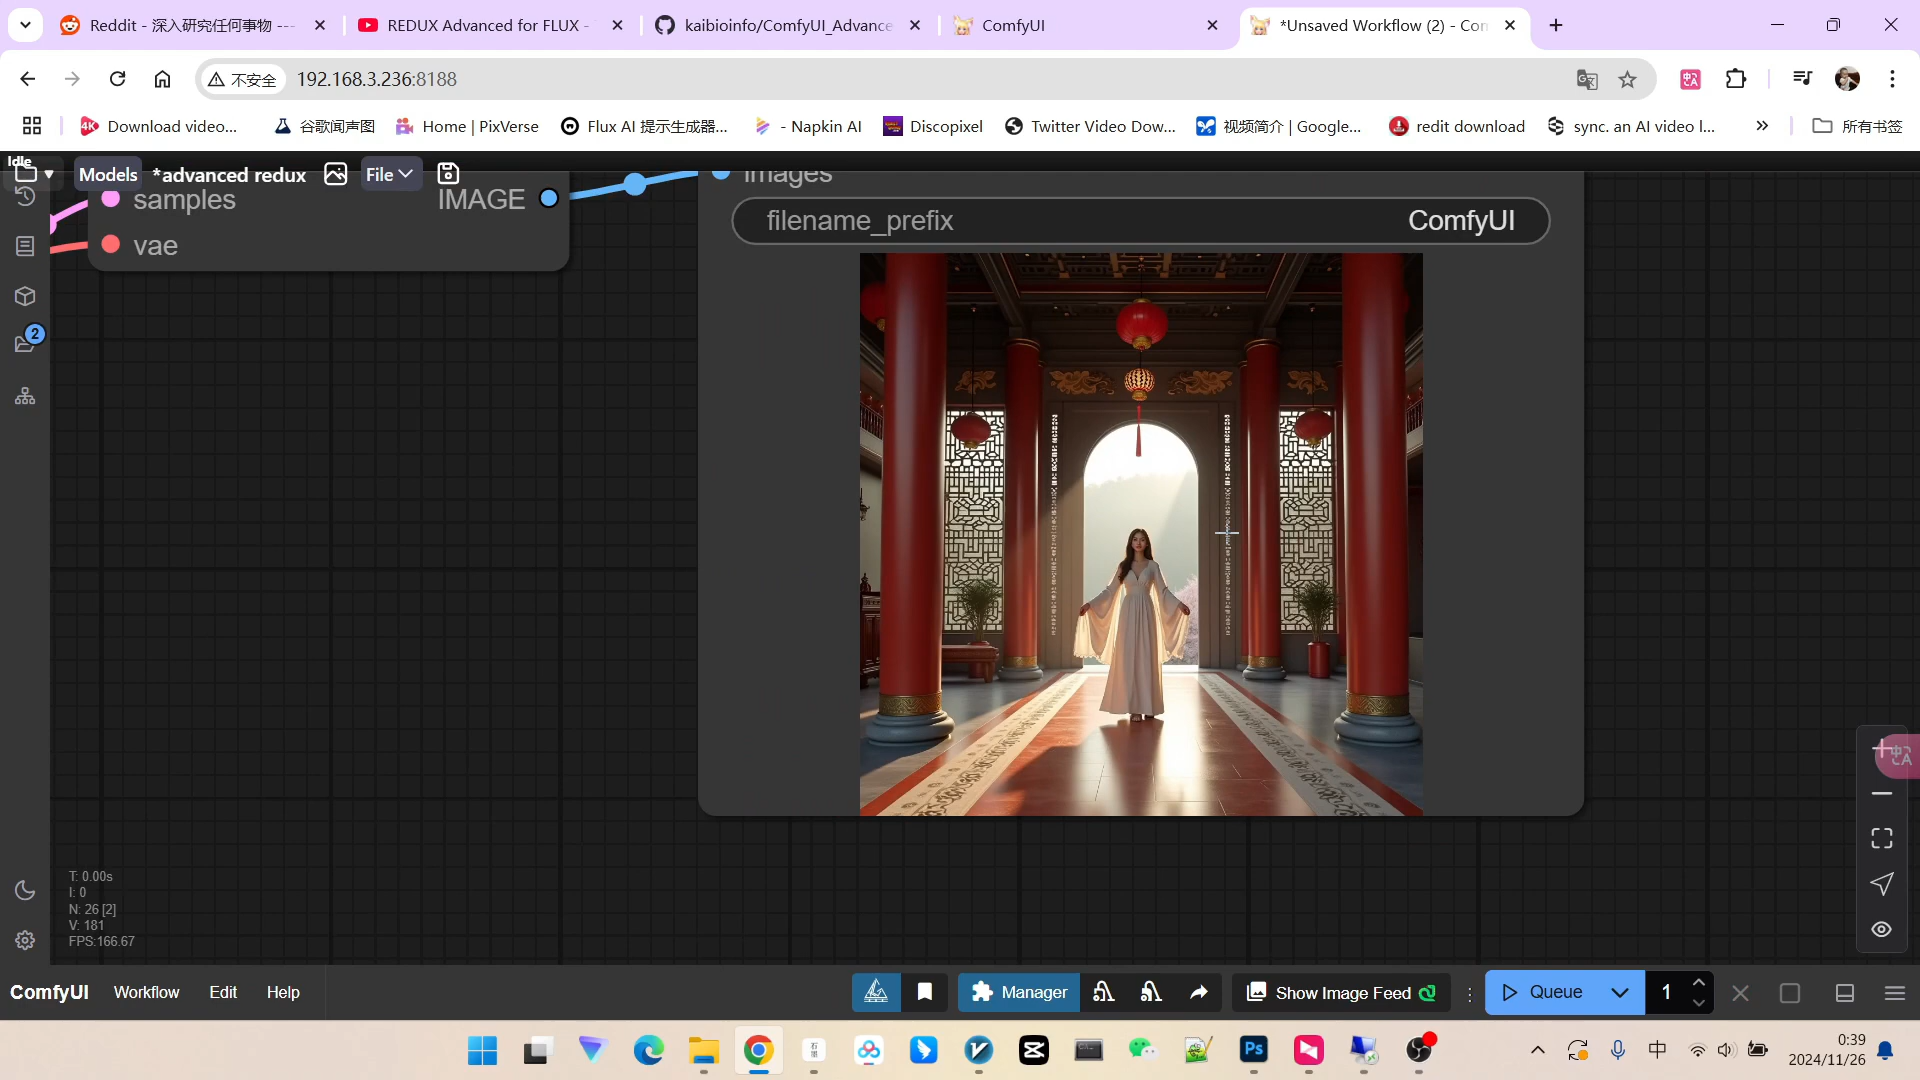 Reddit - 深入研究任何事物 ---
REDUX Advanced for FLUX -
kaibioinfo/ComfyUI_Advance
ComfyUI
*Unsaved Workflow (2) - Con
不安全
192.168.3.236:8188
Download video...
谷歌闻声图
Home | PixVerse
Flux AI 提示生成器...
- Napkin AI
Discopixel
Twitter Video Dow...
视频简介 | Google...
redit download
sync. an AI video l...
所有书签
Idle
Models
*advanced redux
File
samples
IMAGE
images
vae
filename_prefix
ComfyUI
2
T: 0.00s
I: 0
N: 26 [2]
V: 181
FPS:166.67
ComfyUI
Workflow
Edit
Help
Manager
Show Image Feed
Queue
1
Ps
中
0:39
2024/11/26